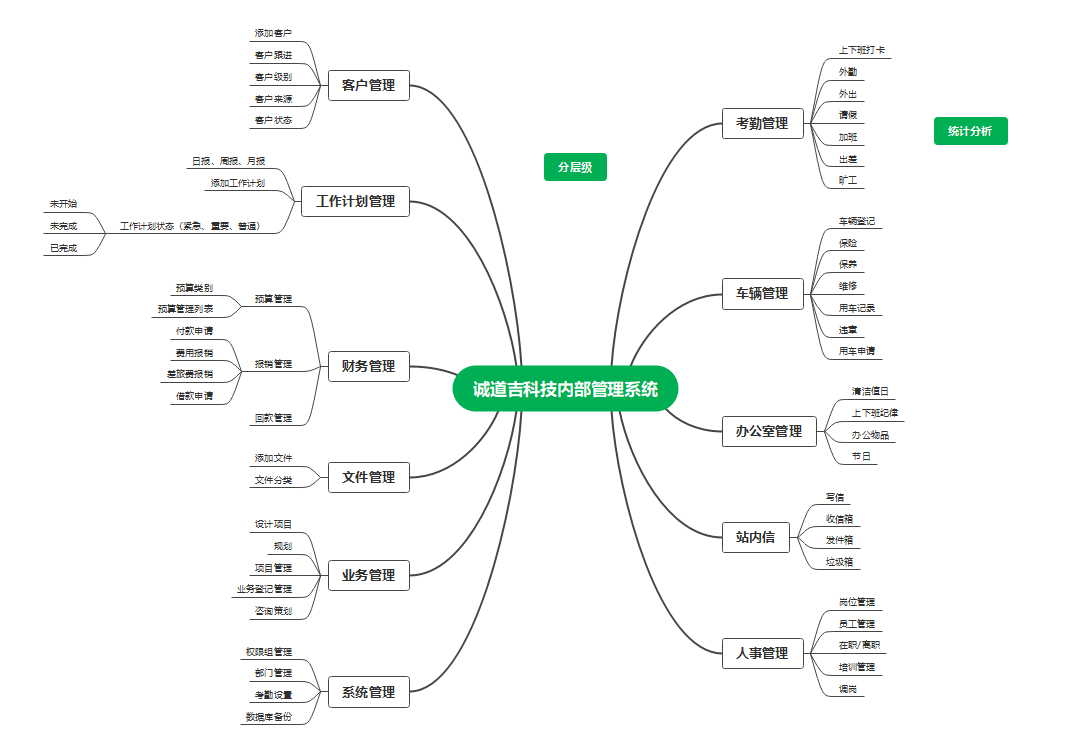 诚道吉科技内部管理系统
分层级
统计分析
客户管理
添加客户
客户跟进
客户级别
客户来源
客户状态
工作计划管理
日报、周报、月报
添加工作计划
工作计划状态（紧急、重要、普通）
未开始
未完成
已完成
财务管理
预算管理
预算类别
预算管理列表
报销管理
付款申请
费用报销
差旅费报销
借款申请
回款管理
文件管理
添加文件
文件分类
业务管理
设计项目
规划
项目管理
业务登记管理
咨询策划
系统管理
权限组管理
部门管理
考勤设置
数据库备份
考勤管理
上下班打卡
外勤
外出
请假
加班
出差
旷工
车辆管理
车辆登记
保险
保养
维修
用车记录
违章
用车申请
办公室管理
清洁值日
上下班纪律
办公物品
节日
站内信
写信
收信箱
发件箱
垃圾箱
人事管理
岗位管理
员工管理
在职/离职
培训管理
调岗